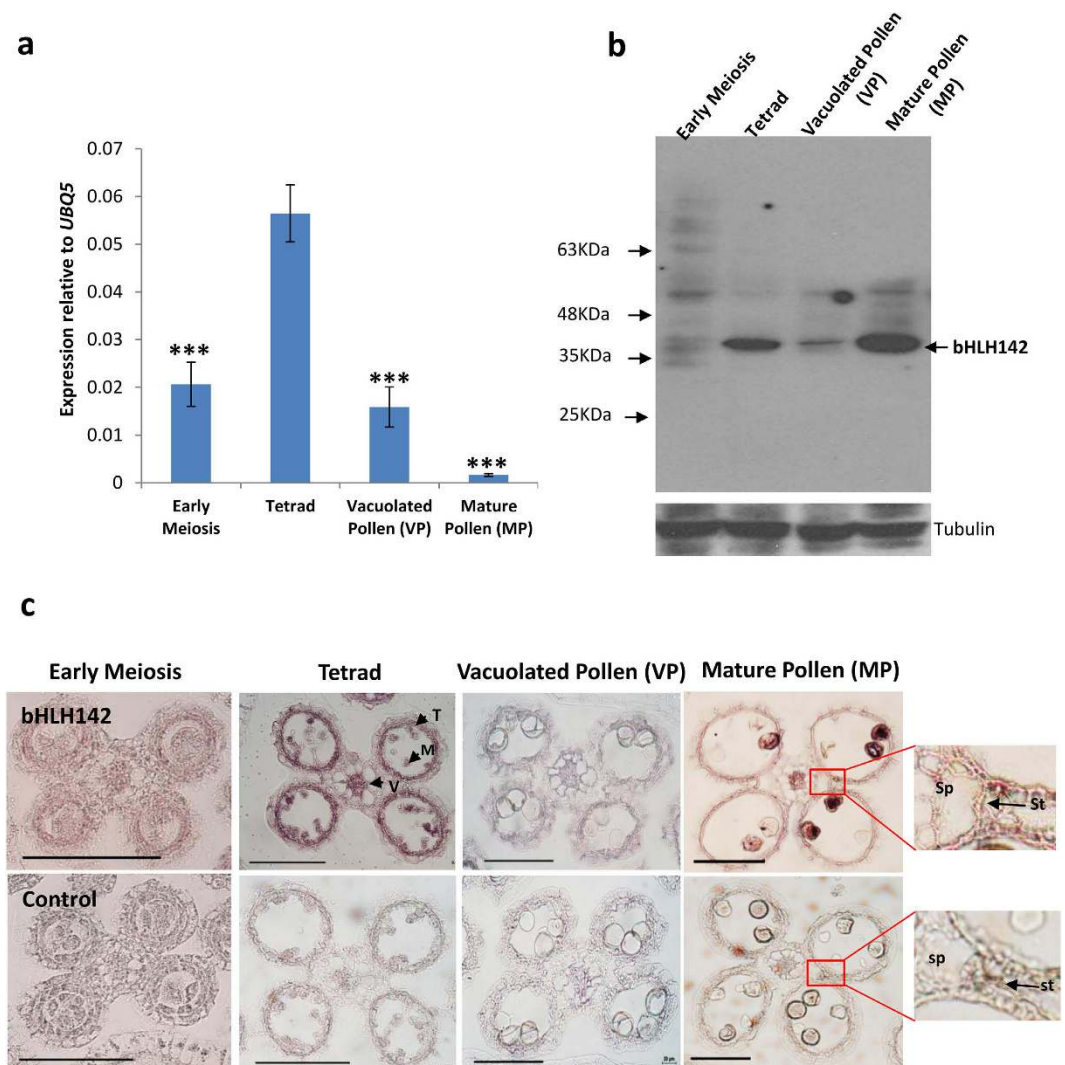 a
0.07
0.06
0.05
0.04
0.03
0.02
0.01
0
Expression relative to UBQ5
***
***
***
Early
Meiosis
Tetrad
Vacuolated
Pollen (VP)
Mature
Pollen (MP)
b
Early Meiosis
Tetrad
Vacuolated Pollen
(VP)
Mature Pollen
(MP)
63KDa
48KDa
35KDa
25KDa
bHLH142
Tubulin
c
Early Meiosis
Tetrad
Vacuolated Pollen (VP)
Mature Pollen (MP)
bHLH142
T
M
V
Sp
St
Control
sp
st